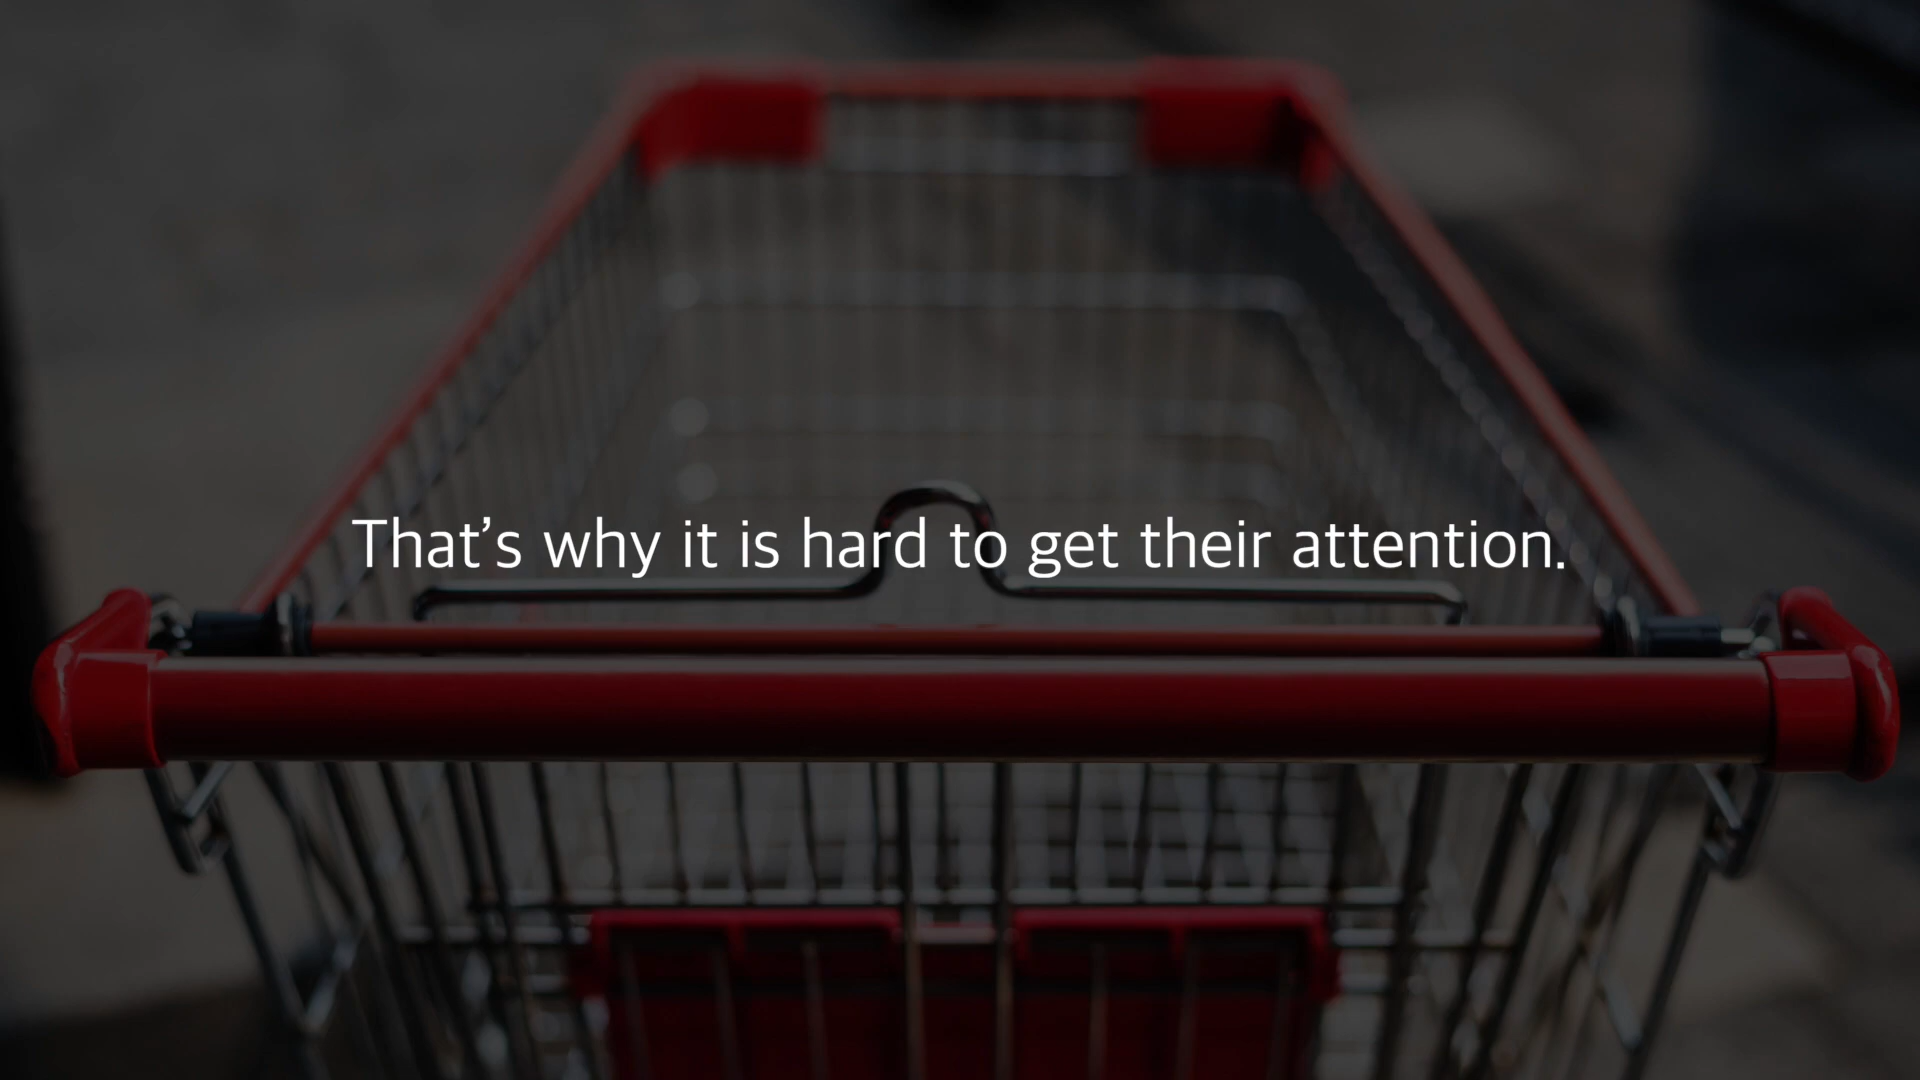 That’s why it is hard to get their attention.